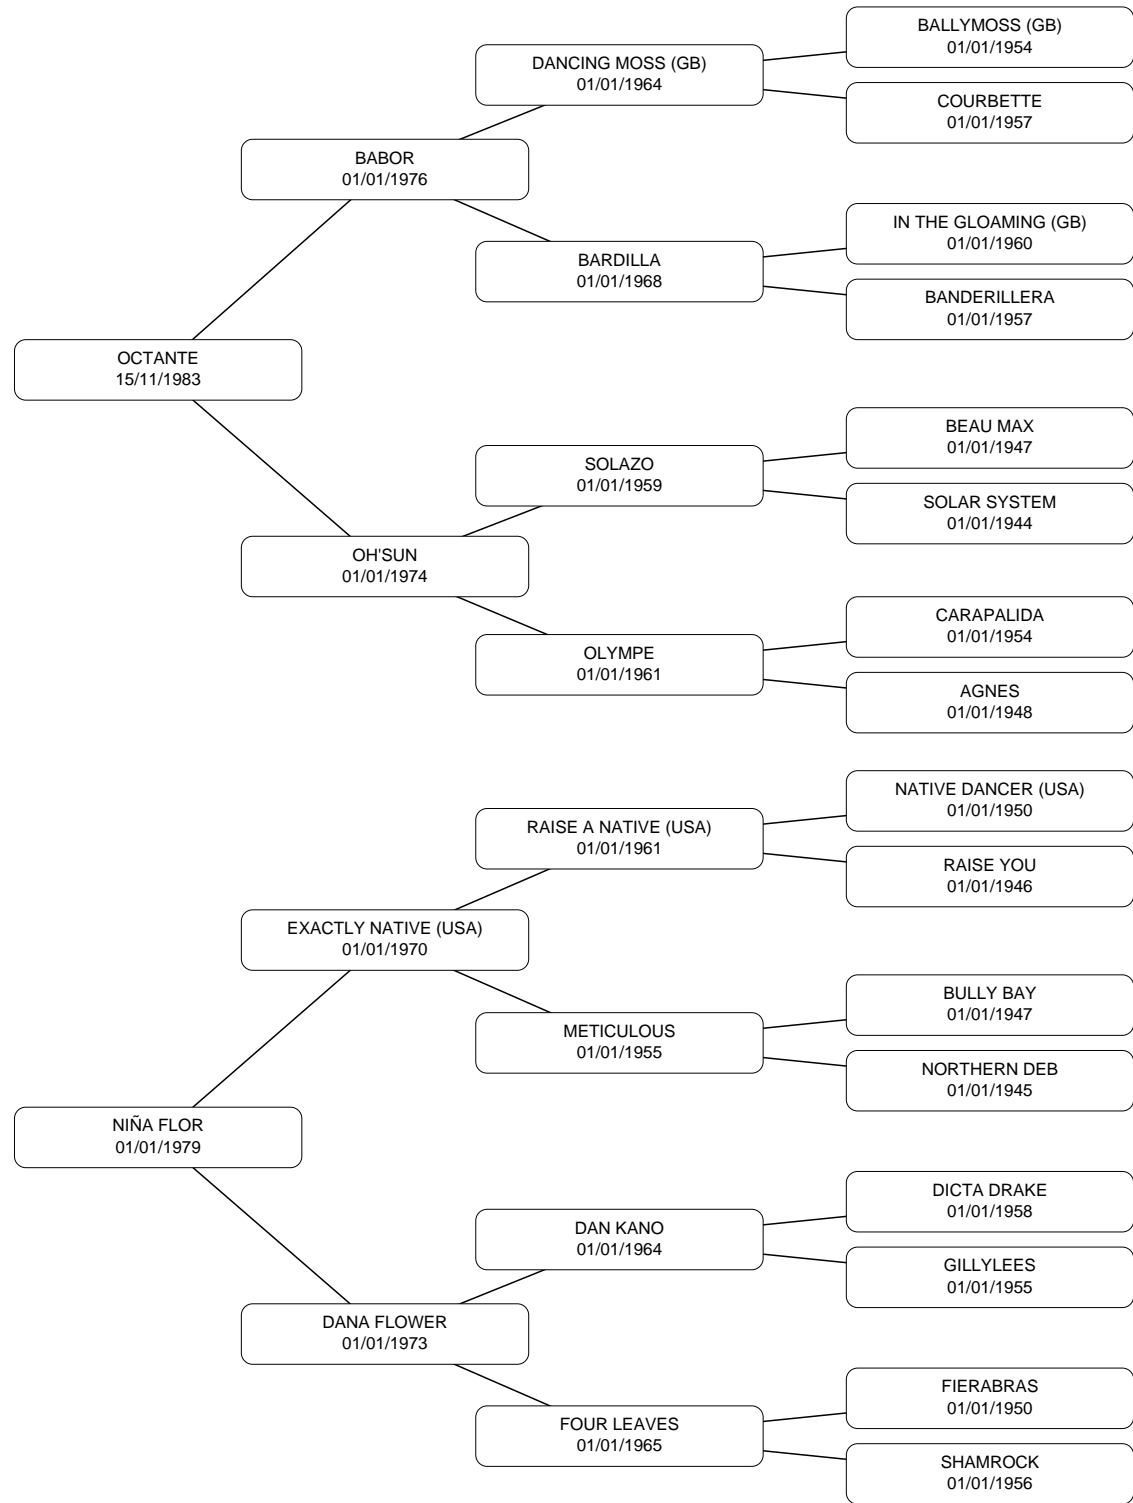 BALLYMOSS (GB)
01/01/1954
DANCING MOSS (GB)
01/01/1964
COURBETTE
01/01/1957
BABOR
01/01/1976
IN THE GLOAMING (GB)
01/01/1960
BARDILLA
01/01/1968
BANDERILLERA
01/01/1957
OCTANTE
15/11/1983
BEAU MAX
01/01/1947
SOLAZO
01/01/1959
SOLAR SYSTEM
01/01/1944
OH'SUN
01/01/1974
CARAPALIDA
01/01/1954
OLYMPE
01/01/1961
AGNES
01/01/1948
NATIVE DANCER (USA)
01/01/1950
RAISE A NATIVE (USA)
01/01/1961
RAISE YOU
01/01/1946
EXACTLY NATIVE (USA)
01/01/1970
BULLY BAY
01/01/1947
METICULOUS
01/01/1955
NORTHERN DEB
01/01/1945
NIÑA FLOR
01/01/1979
DICTA DRAKE
01/01/1958
DAN KANO
01/01/1964
GILLYLEES
01/01/1955
DANA FLOWER
01/01/1973
FIERABRAS
01/01/1950
FOUR LEAVES
01/01/1965
SHAMROCK
01/01/1956